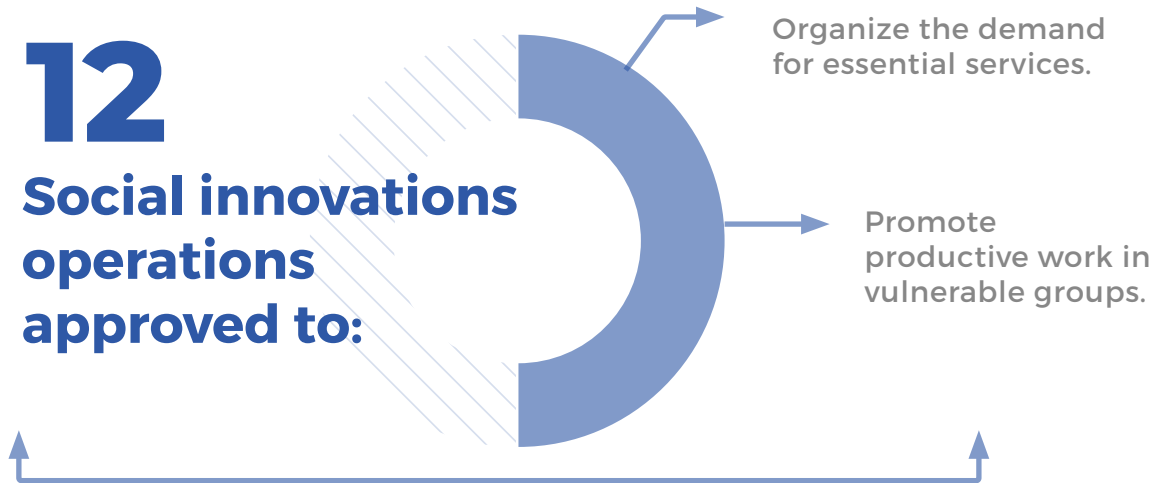 12
Social innovations
operations
approved to:
Organize the demand
for essential services.
Promote
productive work in
vulnerable groups.